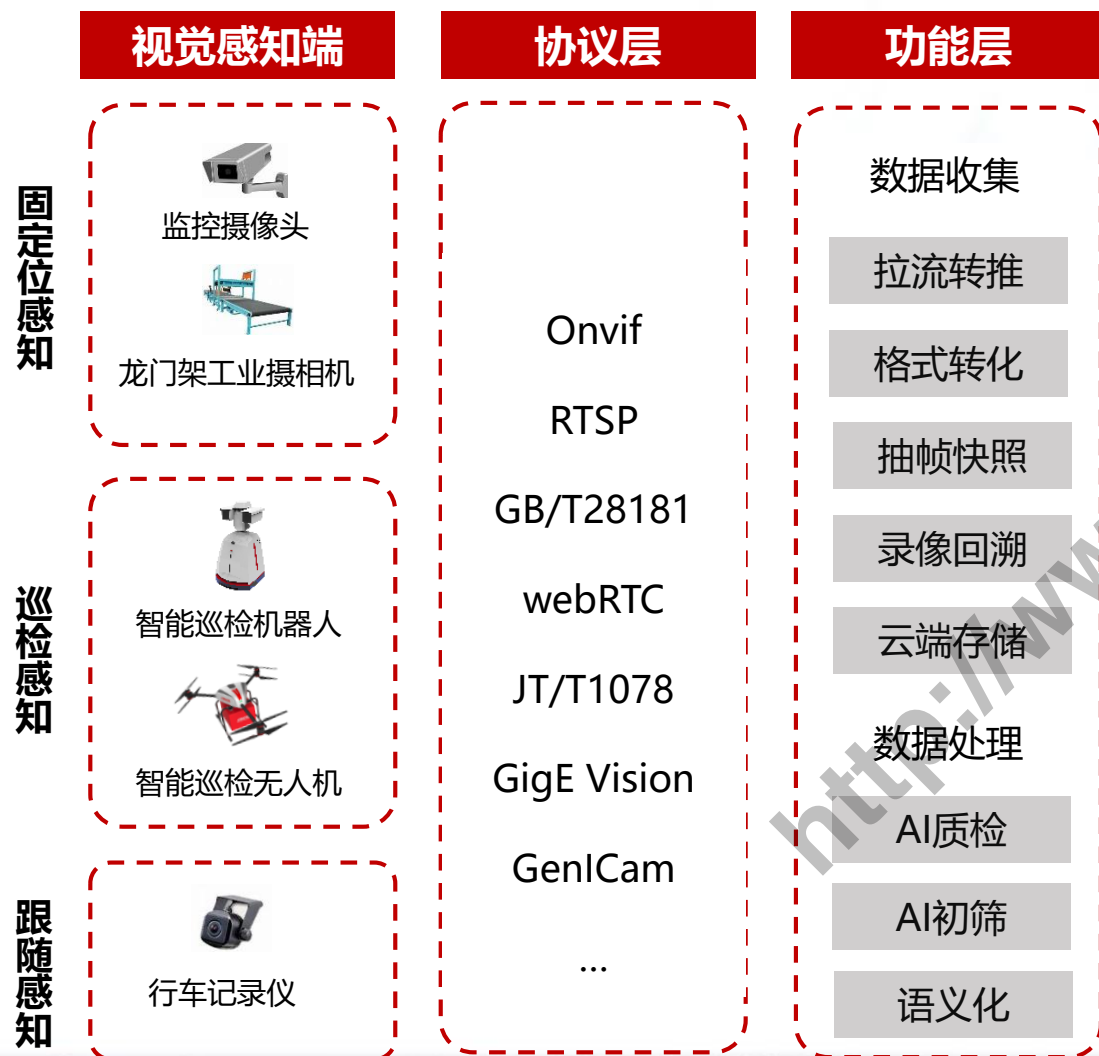 视觉感知端
协议层
功能层
固定位感知
监控摄像头
龙门架工业摄相机
巡检感知
智能巡检机器人
智能巡检无人机
跟随感知
行车记录仪
Onvif
RTSP
GB/T28181
webRTC
JT/T1078
GigE Vision
GenICam
...
数据收集
拉流转推
格式转化
抽帧快照
录像回溯
云端存储
数据处理
AI质检
AI初筛
语义化
http://ww